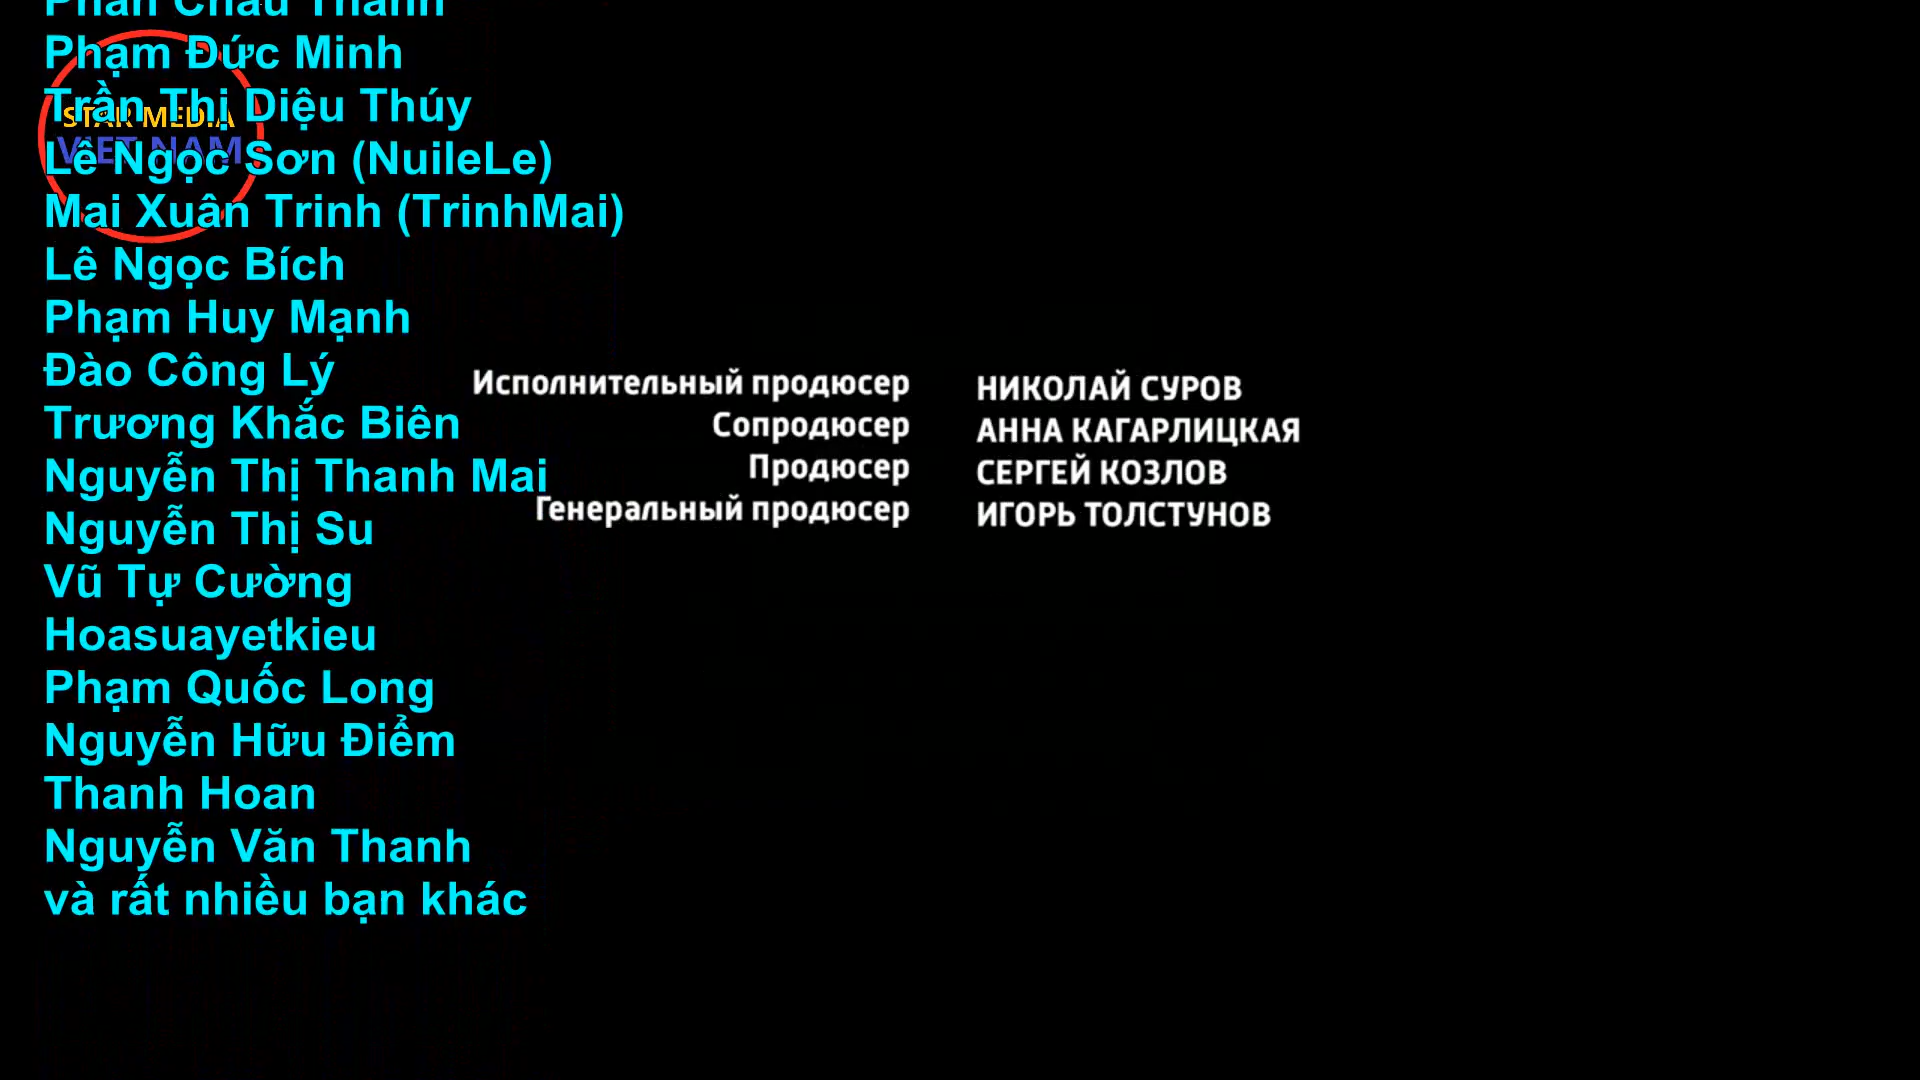 Phan Châu Thành
Phạm Đức Minh
Trần Thị Diệu Thúy
STAR MEDIA
VIET NAM
Lê Ngọc Sơn (NuileLe)
Mai Xuân Trinh (TrinhMai)
Lê Ngọc Bích
Phạm Huy Mạnh
Đào Công Lý
Trương Khắc Biên
Nguyễn Thị Thanh Mai
Nguyễn Thị Su
Vũ Tự Cường
Hoasuayetkieu
Phạm Quốc Long
Nguyễn Hữu Điểm
Thanh Hoan
Nguyễn Văn Thanh
và rất nhiều bạn khác
Исполнительный продюсер НИКОЛАЙ СУРОВ
Сопродюсер АННА КАГАРЛИЦКАЯ
Продюсер СЕРГЕЙ КОЗЛОВ
Генеральный продюсер ИГОРЬ ТОЛСТУНОВ